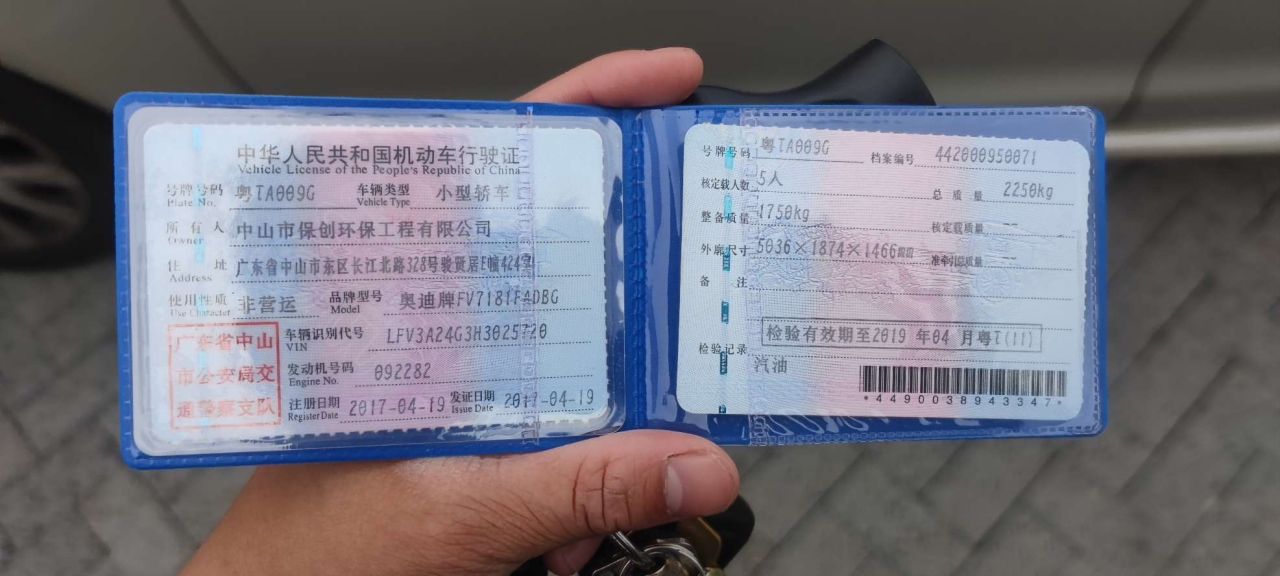 中华人民共和国机动车行驶证
Vehicle License of the People's Republic of China
号牌号码 粤TA009G 车辆类型 小型轿车
Plate No. Vehicle Type
所有人 中山市保创环保工程有限公司
Owner
住址 广东省中山市东区长江北路328号骏贤居E幢424室
Address
使用性质 非营运 品牌型号 奥迪牌FV7181FADBG
Use Character Model
广东省中山
市公安局交
通警察支队
车辆识别代号 LFV3A24G3H3025720
VIN
发动机号码 092282
Engine No.
注册日期 2017-04-19 发证日期 2017-04-19
Register Date Issue Date
号牌号码 粤TA009G 档案编号 442000950071
核定载人数 5人 总质量 2250kg
整备质量 1750kg 核定载质量 --
外廓尺寸 5036×1874×1466mm 准牵引总质量 --
备注
检验记录 检验有效期至2019年04月粤T(11)
汽油
*4490038943347*